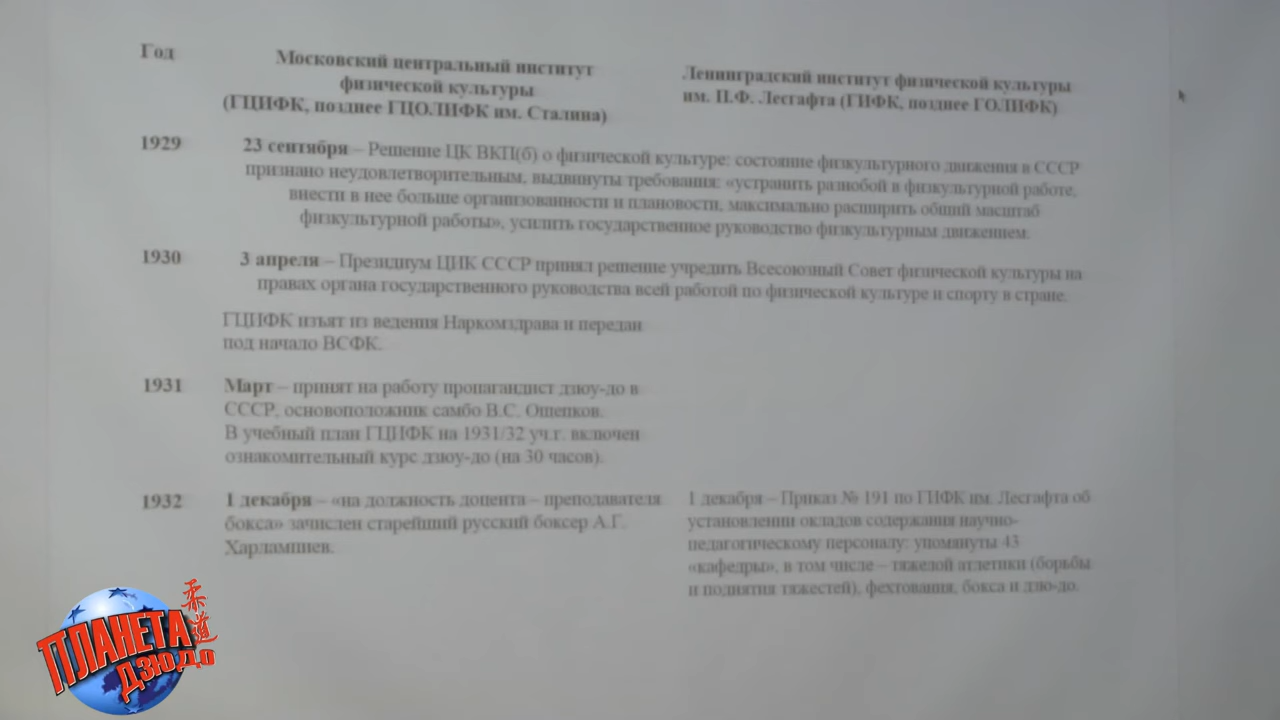 Год
Московский центральный институт
физической культуры
(ГЦИФК, позднее ГЦОЛИФК им. Сталина)
Ленинградский институт физической культуры
им. П.Ф. Лесгафта (ГИФК, позднее ГОЛИФК)
1929
23 сентября – Решение ЦК ВКП(б) о физической культуре: состояние физкультурного движения в СССР
признано неудовлетворительным, выдвинуты требования: «устранить разнобой в физкультурной работе,
внести в нее больше организованности и плановости, максимально расширить общий масштаб
физкультурной работы», усилить государственное руководство физкультурным движением.
1930
3 апреля – Президиум ЦИК СССР принял решение учредить Всесоюзный Совет физической культуры на
правах органа государственного руководства всей работой по физической культуре и спорту в стране.
ГЦИФК изъят из ведения Наркомздрава и передан
под начало ВСФК.
1931
Март – принят на работу пропагандист дзюу-до в
СССР, основоположник самбо В.С. Ощепков.
В учебный план ГЦИФК на 1931/32 уч.г. включен
ознакомительный курс дзюу-до (на 30 часов).
1932
1 декабря – «на должность доцента – преподавателя
бокса» зачислен старейший русский боксер А.Г.
Харлампиев.
1 декабря – Приказ № 191 по ГИФК им. Лесгафта об
установлении окладов содержания научно-
педагогическому персоналу: упомянуты 43
«кафедры», в том числе – тяжелой атлетики (борьбы
и поднятия тяжестей), фехтования, бокса и дзю-до.
ПЛАНЕТА
ДЗЮДО
柔道